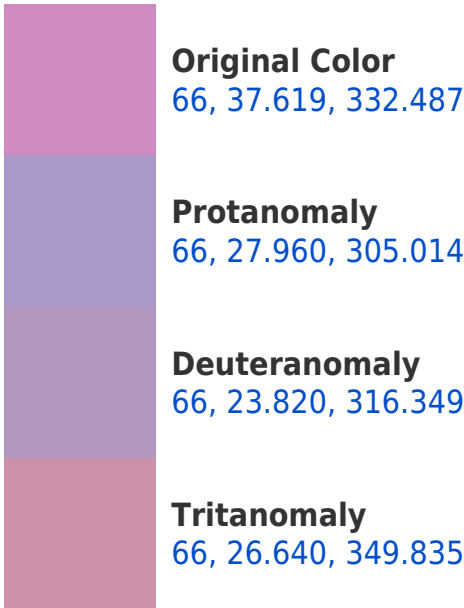 Original Color
66, 37.619, 332.487
Protanomaly
66, 27.960, 305.014
Deuteranomaly
66, 23.820, 316.349
Tritanomaly
66, 26.640, 349.835